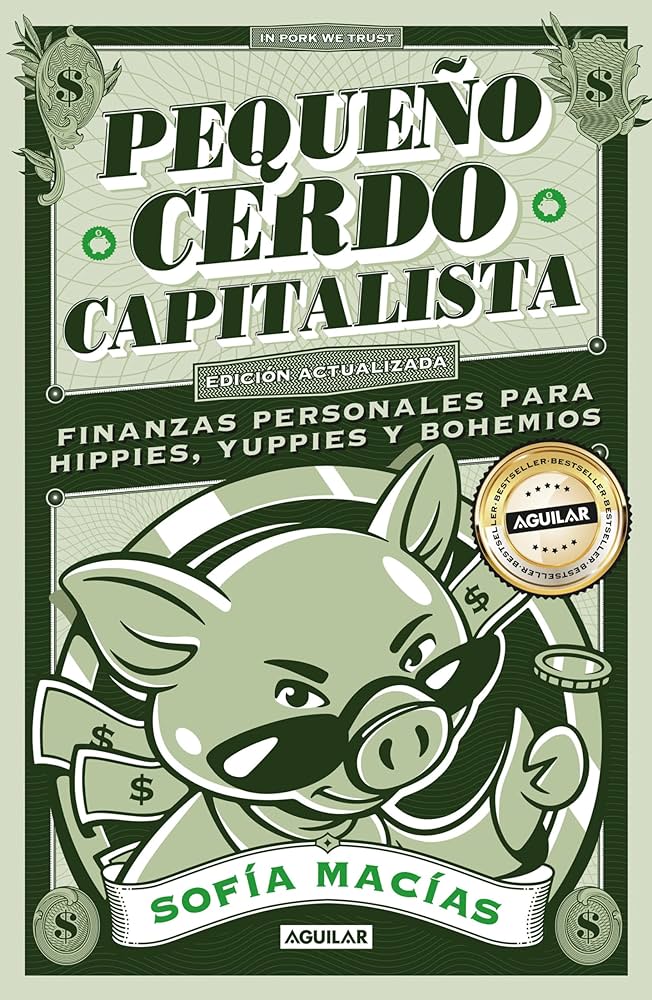 IN PORK WE TRUST
$ $
PEQUEÑO
CERDO
CAPITALISTA
EDICIÓN ACTUALIZADA
FINANZAS PERSONALES PARA
HIPPIES, YUPPIES Y BOHEMIOS
BESTSELLER·BESTSELLER·BESTSELLER·BESTSELLER·BESTSELLER·
AGUILAR
$
$
$
SOFÍA MACÍAS
$ $
AGUILAR